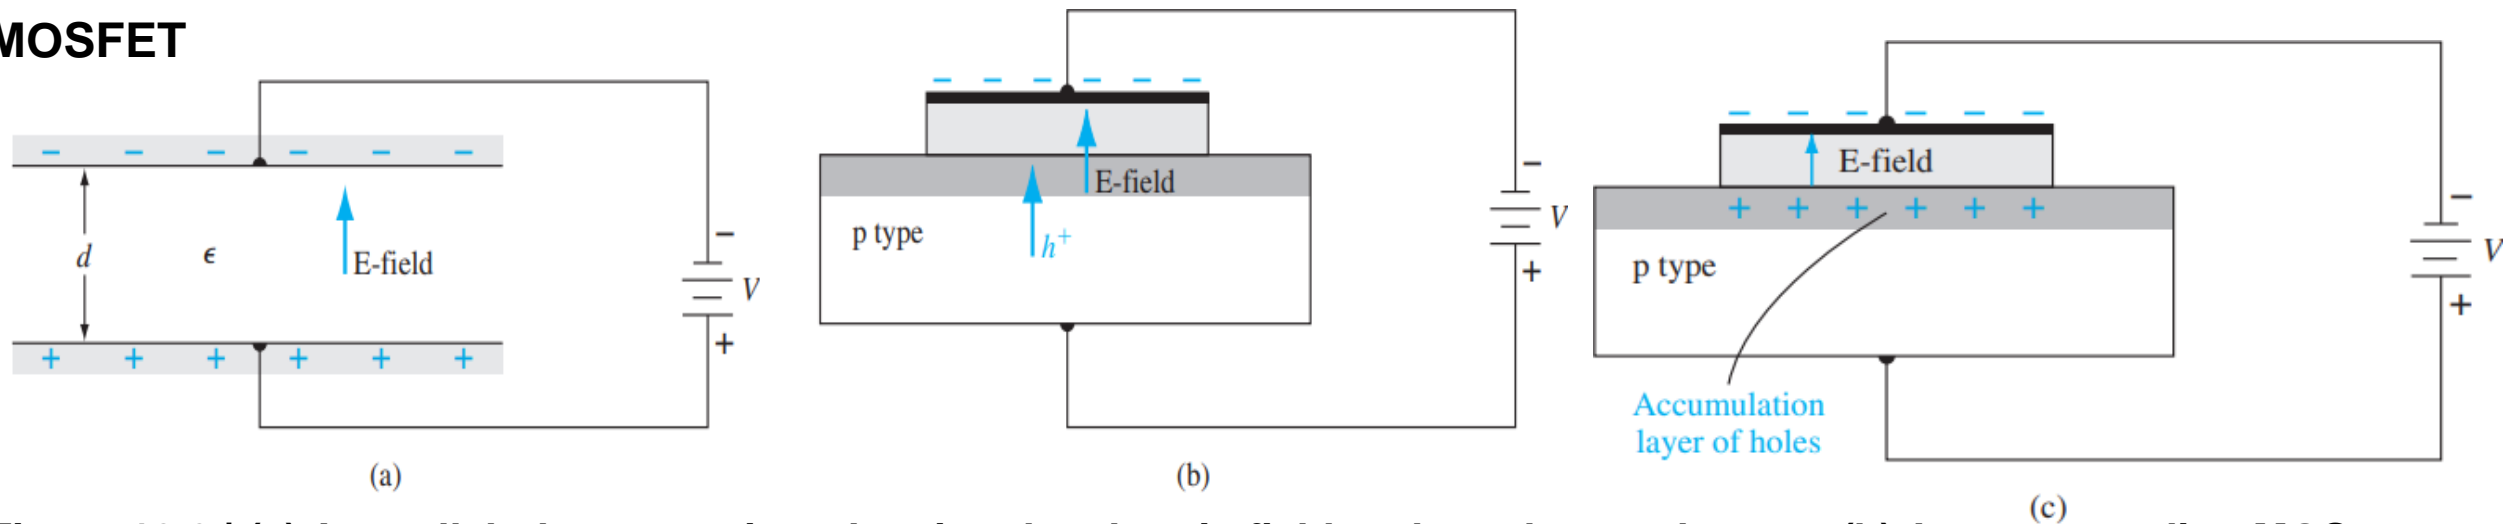 MOSFET
d
ϵ
E-field
−
V
+
(a)
p type
E-field
h+
−
V
+
(b)
E-field
p type
Accumulation
layer of holes
−
V
+
(c)